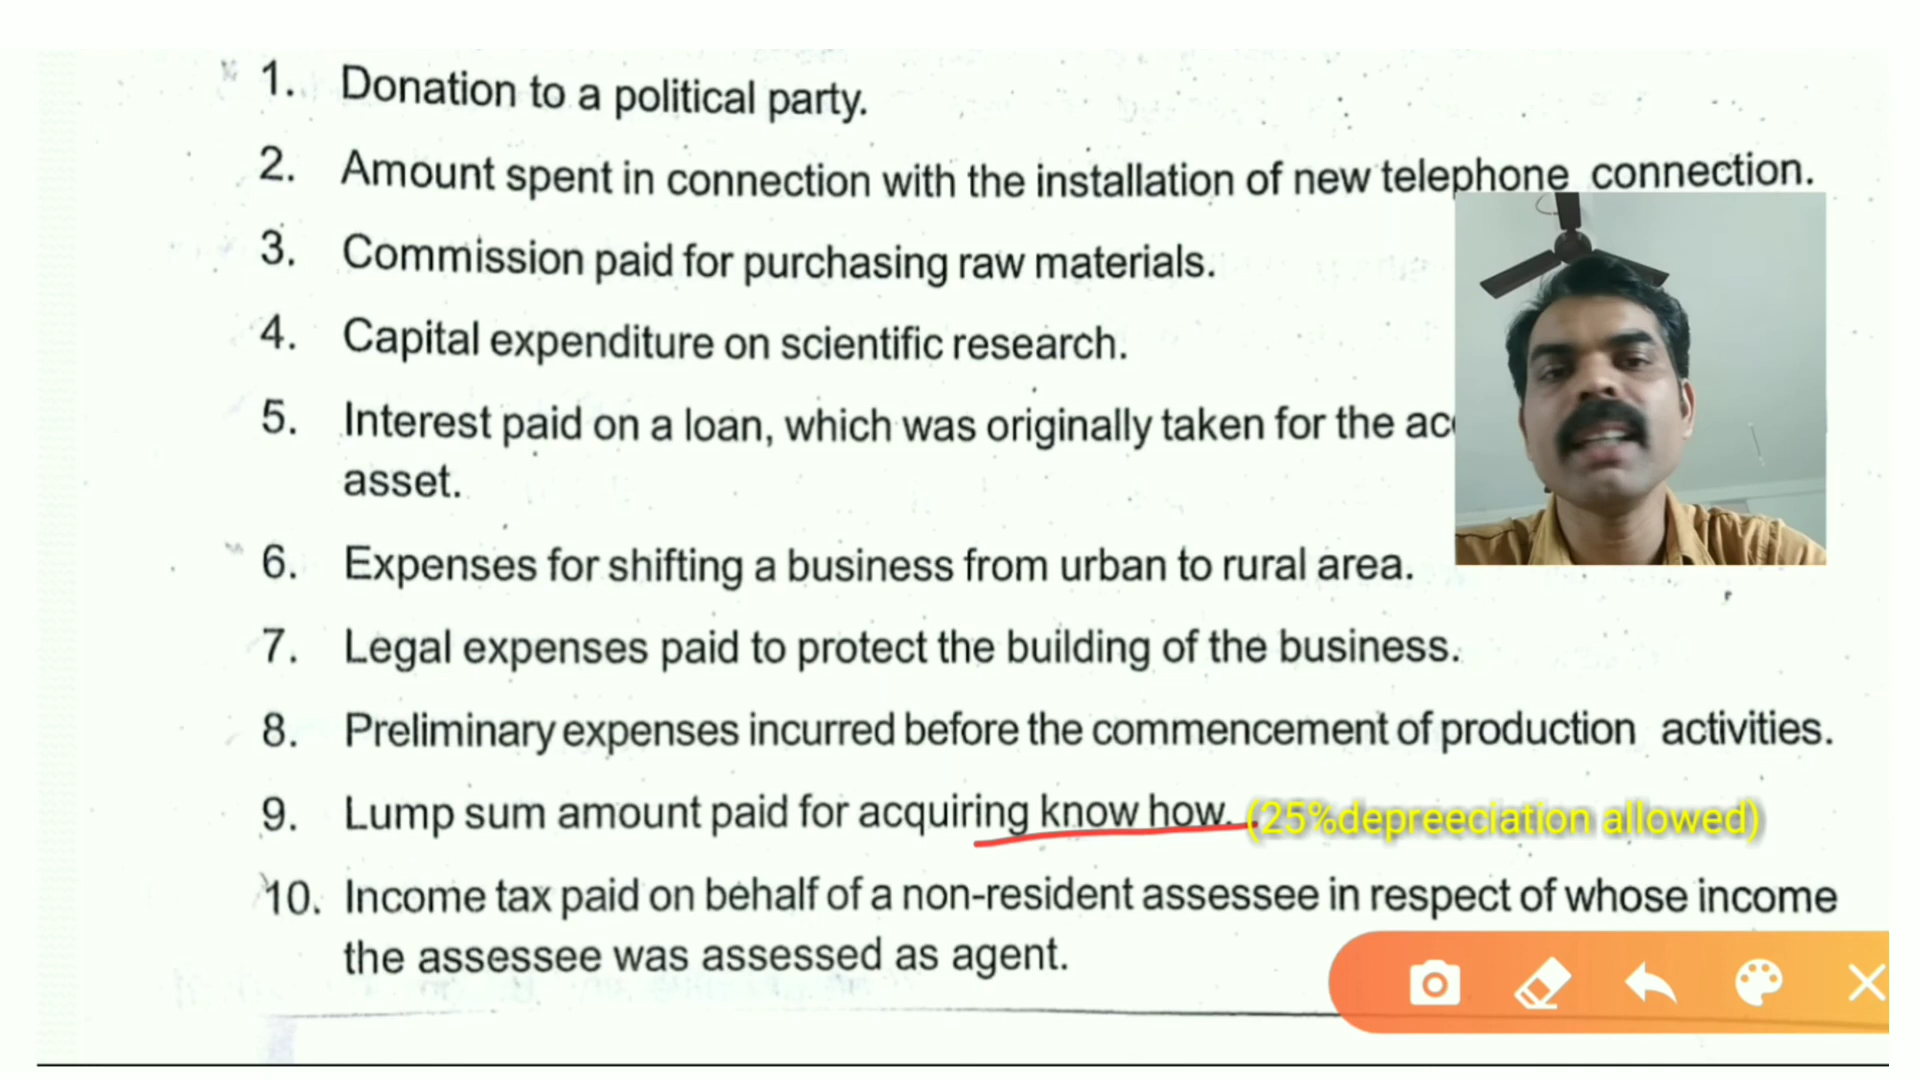 1. Donation to a political party.
2. Amount spent in connection with the installation of new telephone connection.
3. Commission paid for purchasing raw materials.
4. Capital expenditure on scientific research.
5. Interest paid on a loan, which was originally taken for the
asset.
6. Expenses for shifting a business from urban to rural area.
7. Legal expenses paid to protect the building of the business.
8. Preliminary expenses incurred before the commencement of production activities.
9. Lump sum amount paid for acquiring know how. (25%depreeciation allowed)
10. Income tax paid on behalf of a non-resident assessee in respect of whose income
the assessee was assessed as agent.